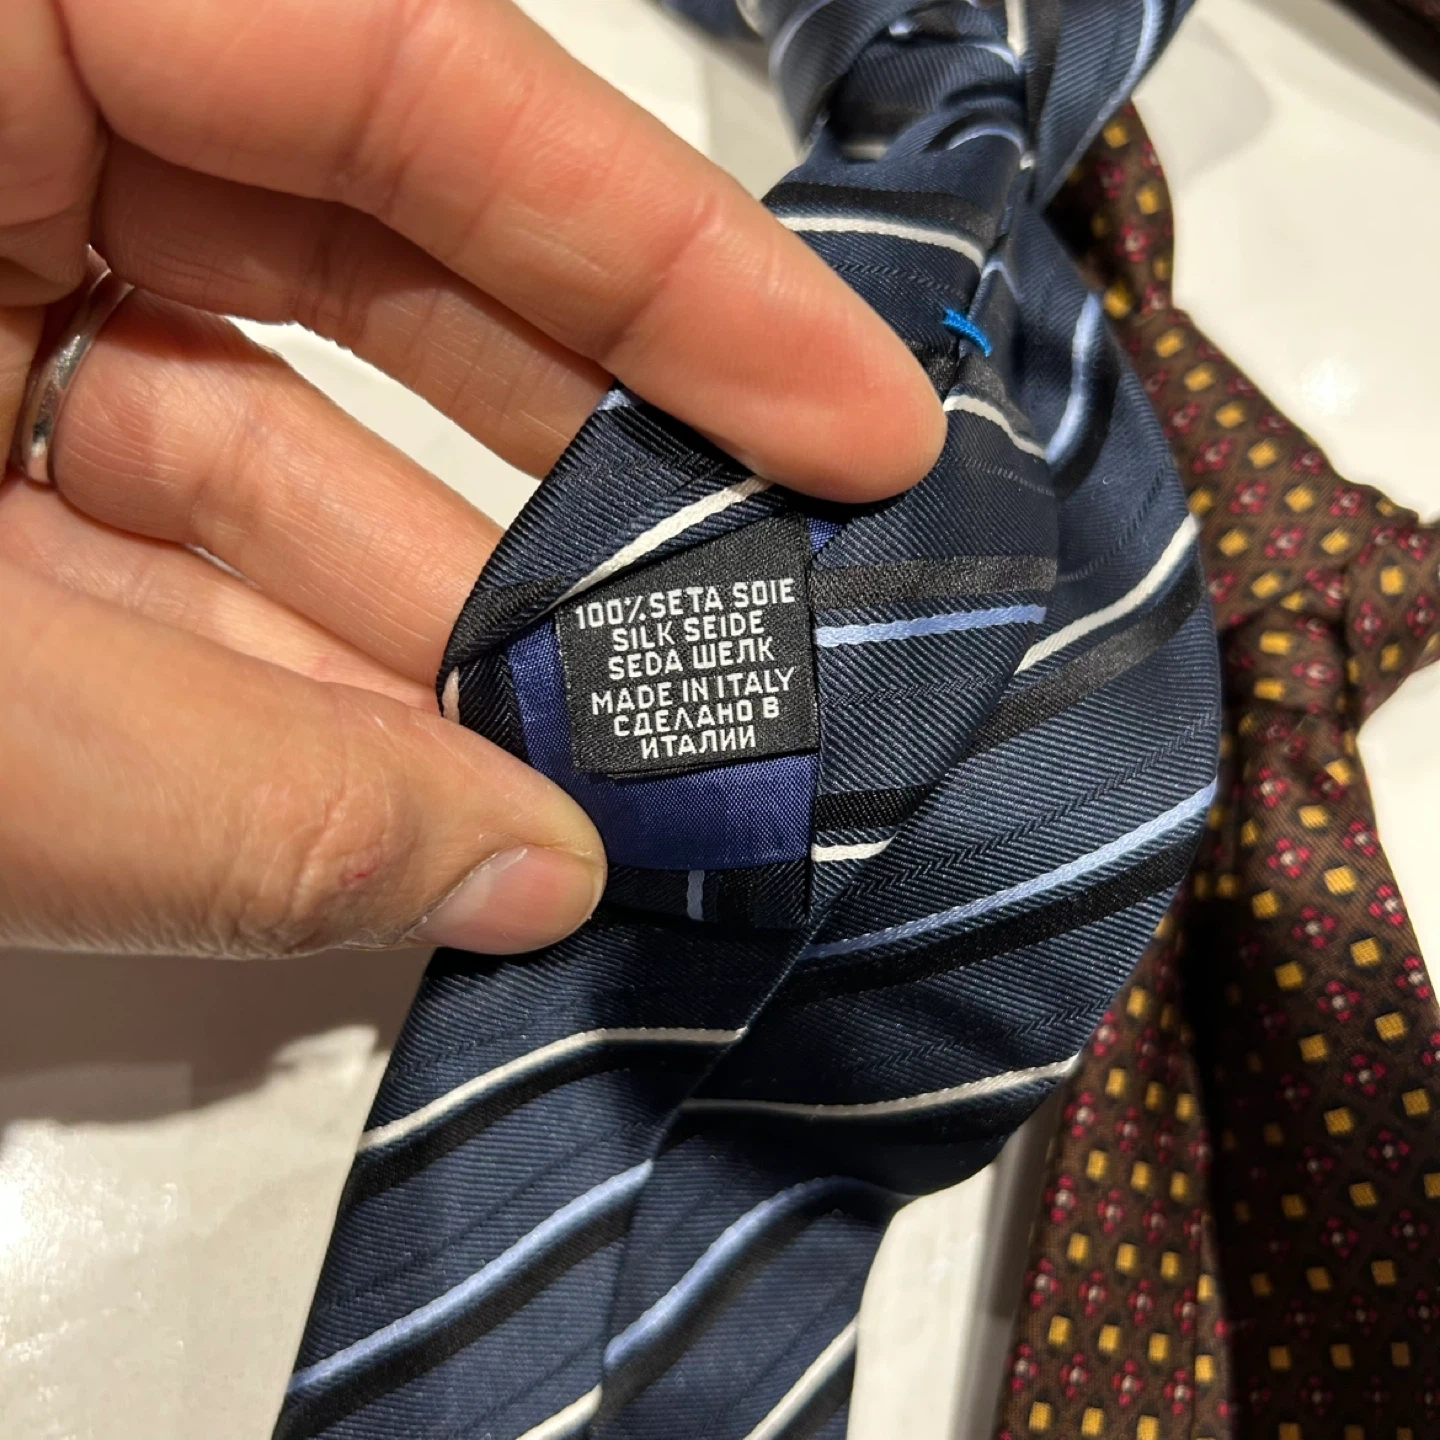 100% SETA SOIE
SILK SEIDE
SEDA ШЕЛК
MADE IN ITALY
СДЕЛАНО В
ИТАЛИИ